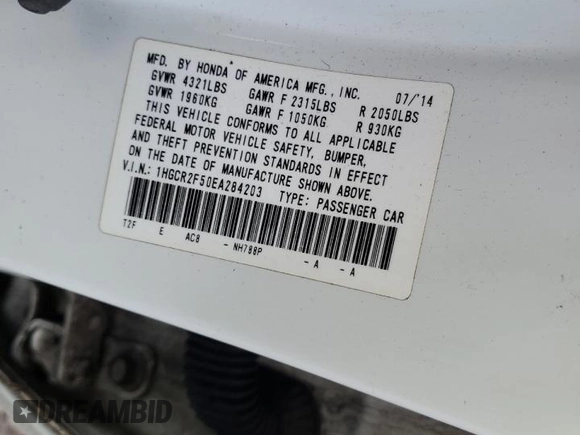 MFD. BY HONDA OF AMERICA MFG., INC. 07/'14
GVWR 4321LBS GAWR F 2315LBS R 2050LBS
GVWR 1960KG GAWR F 1050KG R 930KG
THIS VEHICLE CONFORMS TO ALL APPLICABLE
FEDERAL MOTOR VEHICLE SAFETY, BUMPER,
AND THEFT PREVENTION STANDARDS IN EFFECT
ON THE DATE OF MANUFACTURE SHOWN ABOVE.
V.I.N.: 1HGCR2F50EA284203 TYPE: PASSENGER CAR
T2F E AC8 - NH788P - A - A
DREAMBID